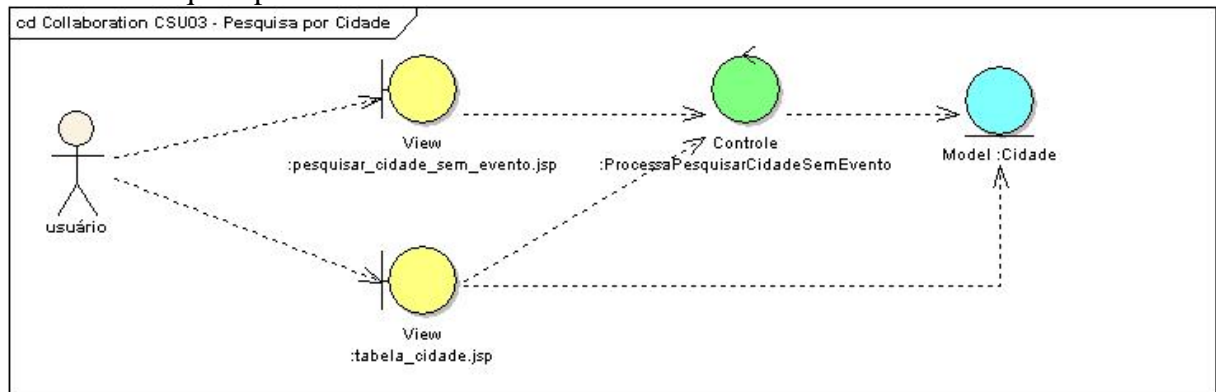 cd Collaboration CSU03 - Pesquisa por Cidade
View
:pesquisar_cidade_sem_evento.jsp
Controle
:ProcessaPesquisarCidadeSemEvento
Model :Cidade
usuário
View
:tabela_cidade.jsp